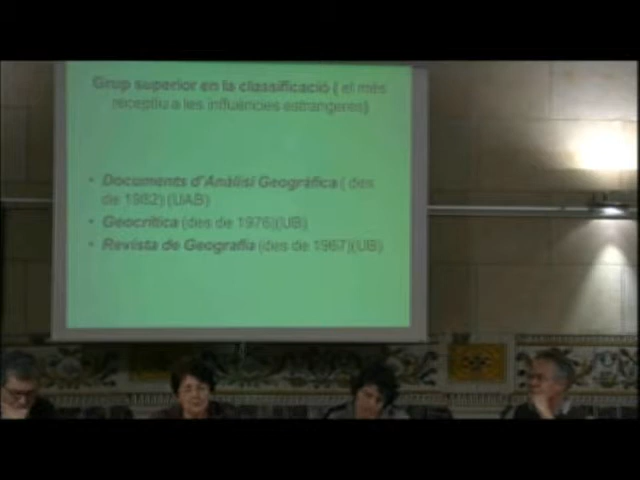 Grup superior en la classificació ( el més
receptiu a les influències estrangeres)
• Documents d'Anàlisi Geogràfica ( des
de 1982) (UAB)
• Geocrítica (des de 1976)(UB)
• Revista de Geografia (des de 1967)(UB)